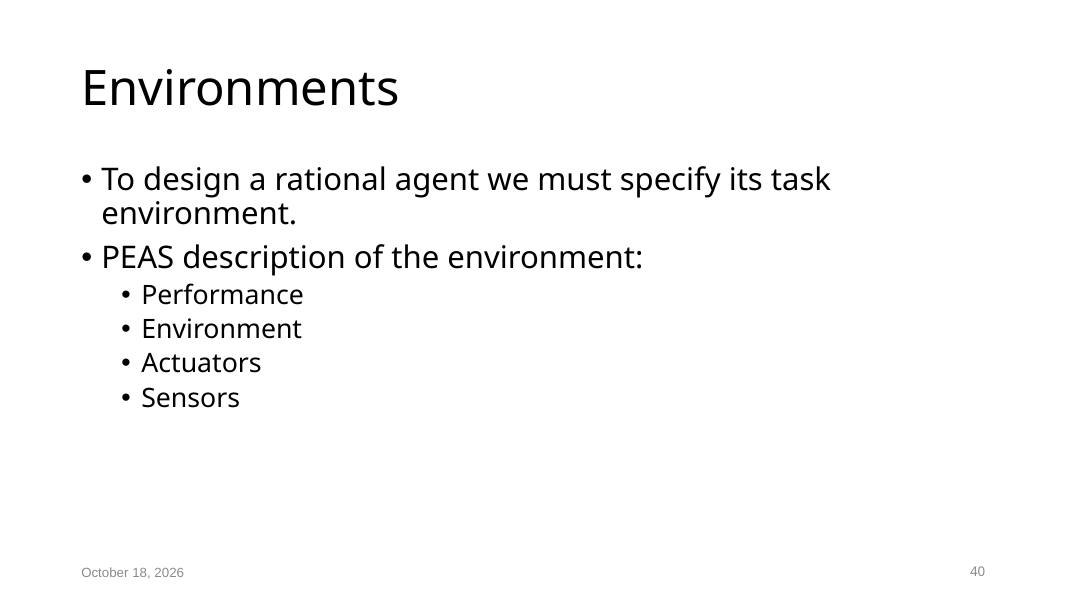 Environments
• To design a rational agent we must specify its task
environment.
• PEAS description of the environment:
• Performance
• Environment
• Actuators
• Sensors
October 18, 2026
40